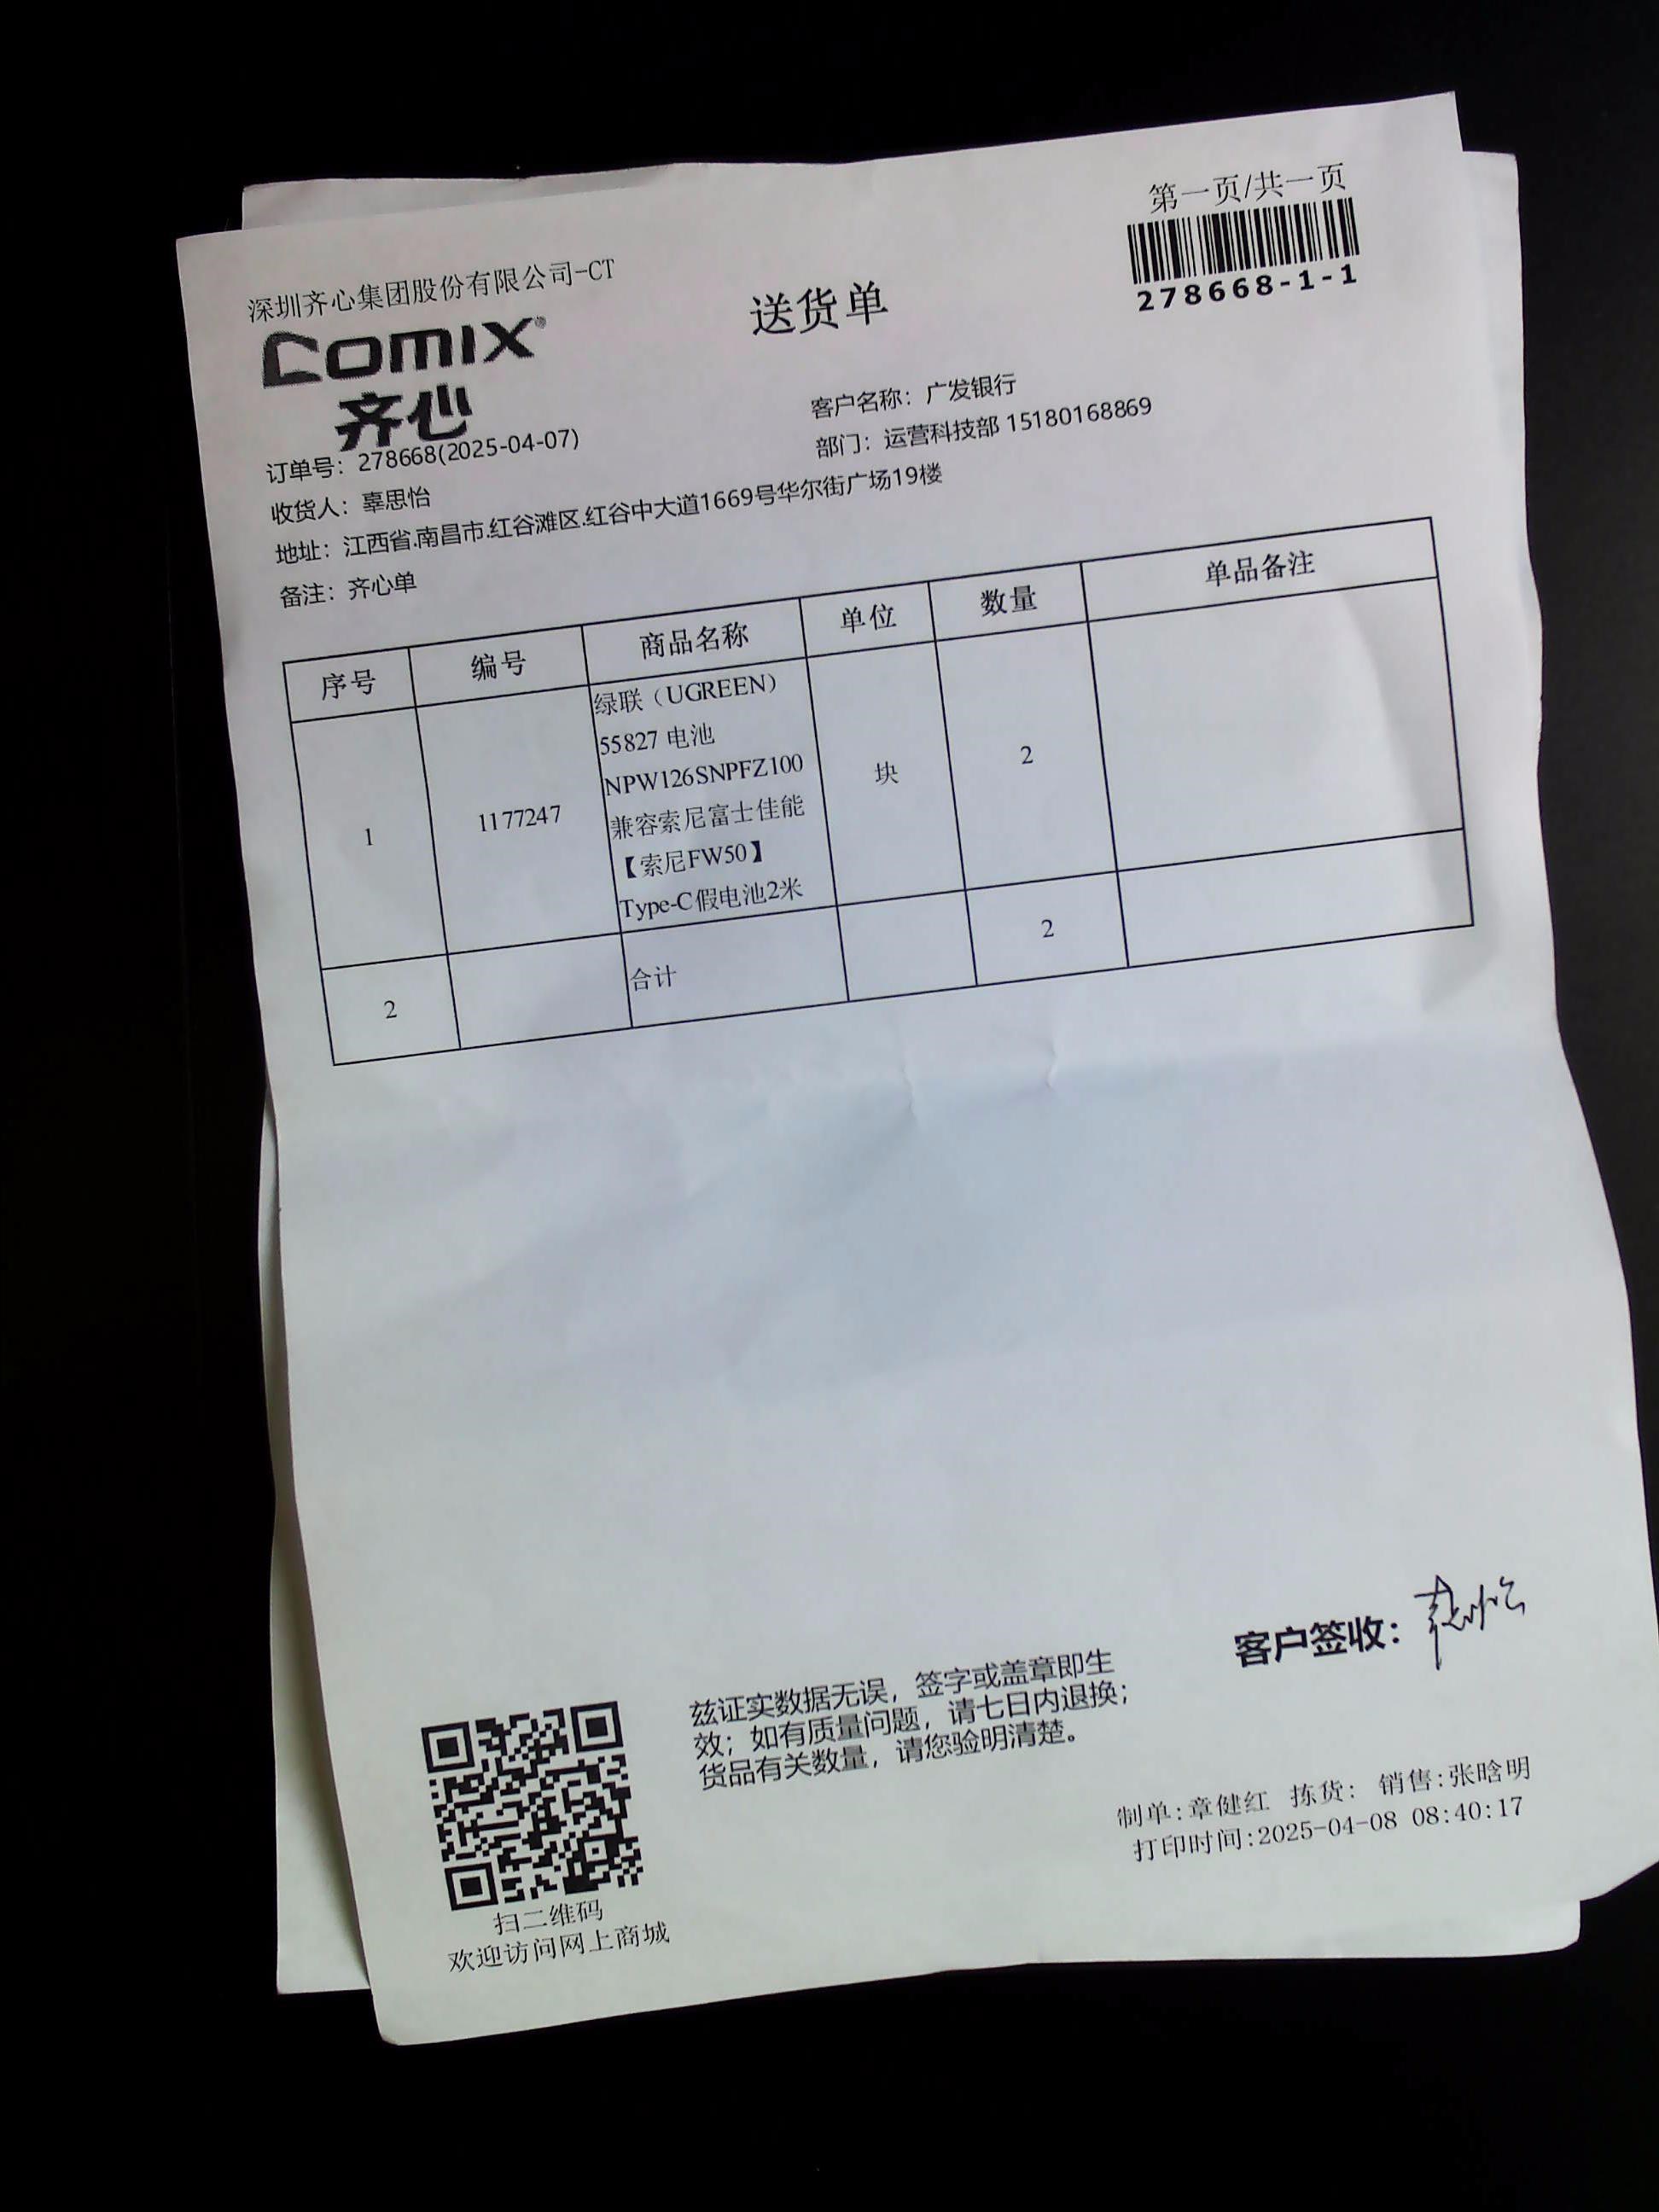 第一页/共一页
278668-1-1
深圳齐心集团股份有限公司-CT
comix®
齐心
送货单
订单号：278668(2025-04-07)
客户名称：广发银行
收货人：辜思怡
部门：运营科技部 15180168869
地址：江西省.南昌市.红谷滩区.红谷中大道1669号华尔街广场19楼
备注：齐心单
序号 编号 商品名称 单位 数量 单品备注
1 1177247 绿联（UGREEN）
55827 电池
NPW126SNPFZ100
兼容索尼富士佳能
【索尼FW50】
Type-C假电池2米
块 2
2 合计 2
客户签收：
兹证实数据无误，签字或盖章即生
效；如有质量问题，请七日内退换；
货品有关数量，请您验明清楚。
扫二维码
欢迎访问网上商城
制单:章健红 拣货: 销售:张晗明
打印时间:2025-04-08 08:40:17